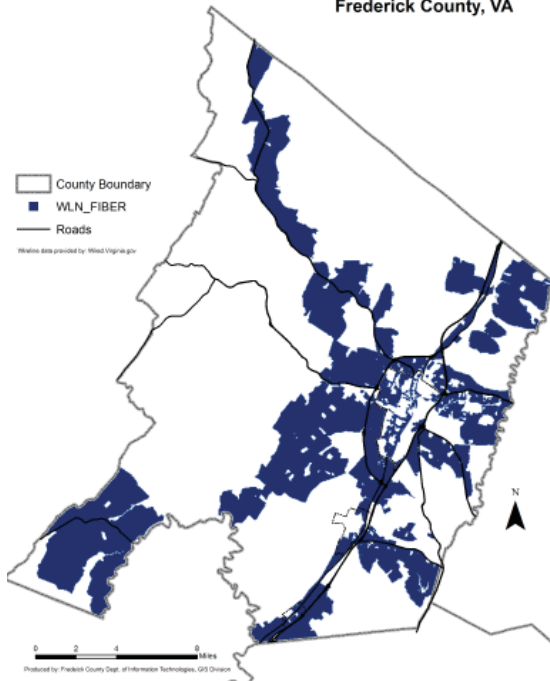 Frederick County, VA
County Boundary
WLN_FIBER
Roads
Wireline data provided by: Wired.Virginia.gov
N
0 2 4 8
Miles
Produced by: Frederick County Dept. of Information Technologies, GIS Division